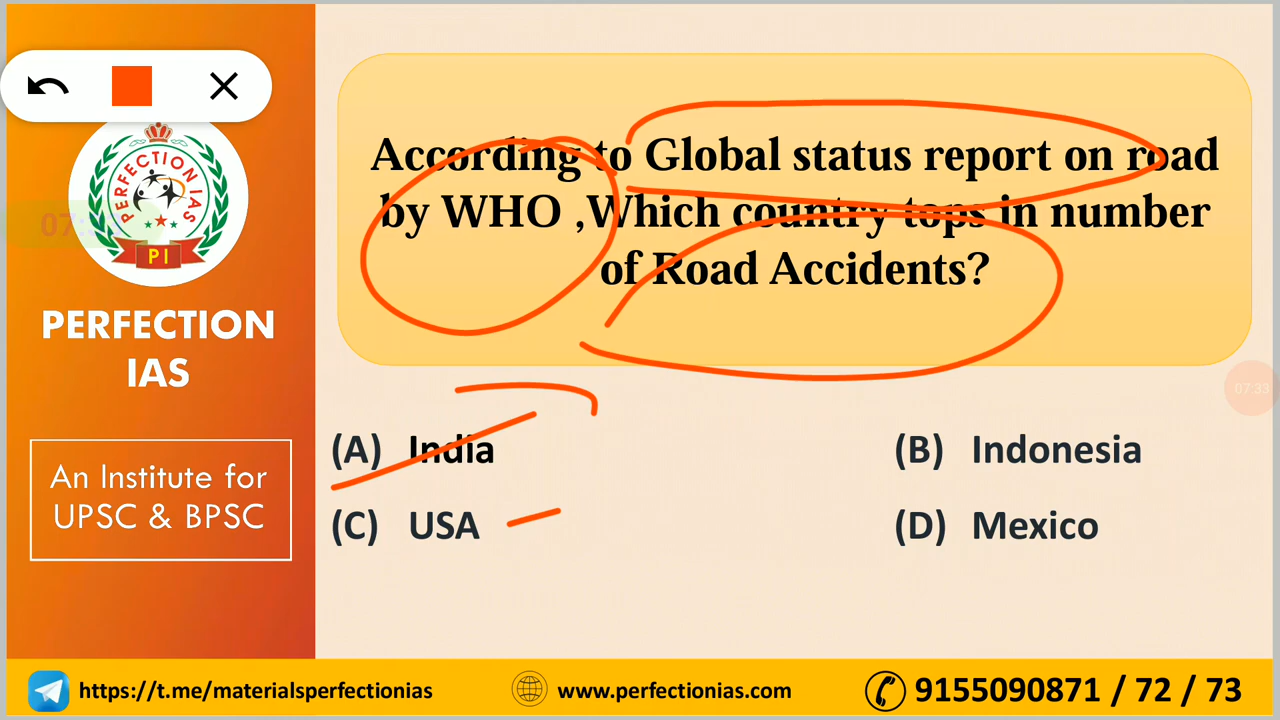 PERFECTION IAS
PI
PERFECTION
IAS
An Institute for
UPSC & BPSC
According to Global status report on road
by WHO ,Which country tops in number
of Road Accidents?
(A) India
(B) Indonesia
(C) USA
(D) Mexico
07:33
https://t.me/materialsperfectionias
www.perfectionias.com
9155090871 / 72 / 73